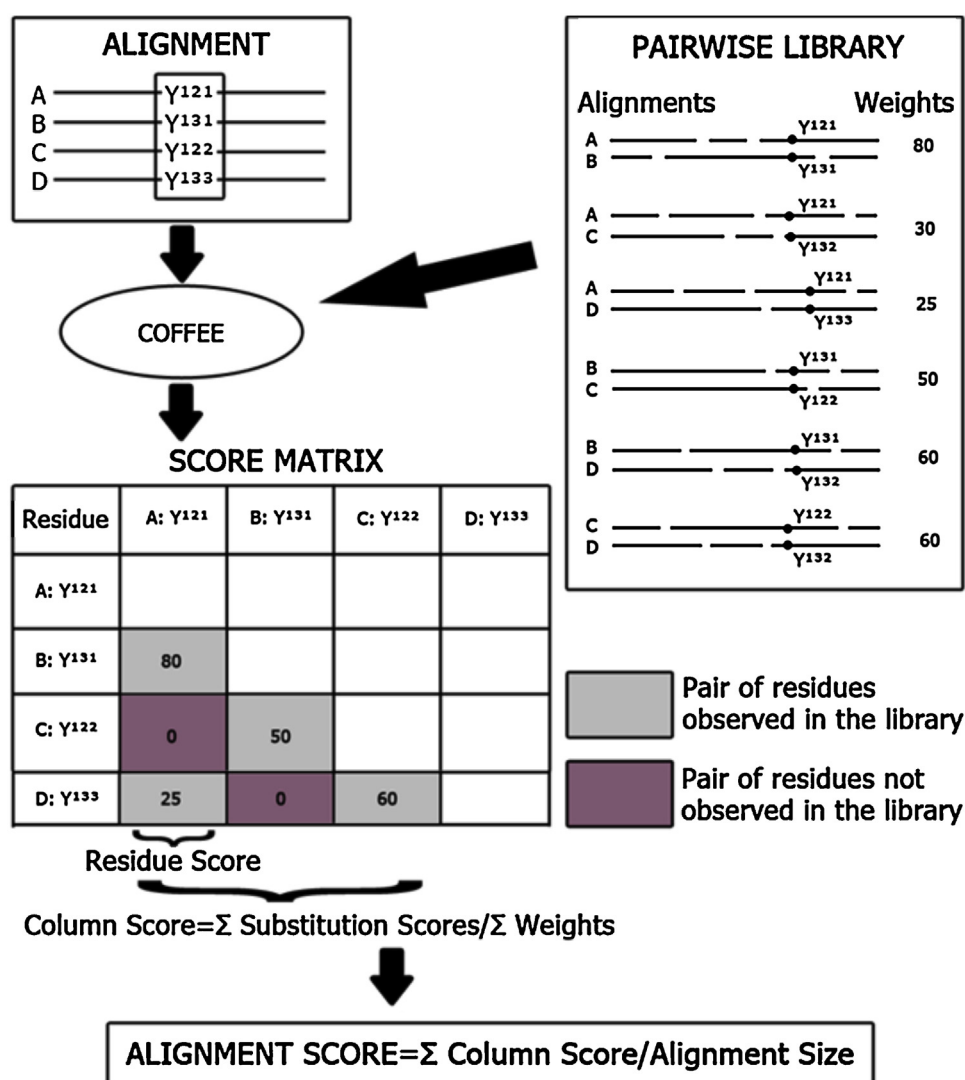 ALIGNMENT
A Y¹²¹
B Y¹³¹
C Y¹²²
D Y¹³³
COFFEE
PAIRWISE LIBRARY
Alignments Weights
Y¹²¹
A
B
80
Y¹³¹
Y¹²¹
A
C
30
Y¹³²
Y¹²¹
A
D
25
Y¹³³
Y¹³¹
B
C
50
Y¹²²
Y¹³¹
B
D
60
Y¹³²
Y¹²²
C
D
60
Y¹³²
SCORE MATRIX
Residue A: Y¹²¹ B: Y¹³¹ C: Y¹²² D: Y¹³³
A: Y¹²¹
B: Y¹³¹ 80
C: Y¹²² 0 50
D: Y¹³³ 25 0 60
Pair of residues
observed in the library
Pair of residues not
observed in the library
Residue Score
Column Score=Σ Substitution Scores/Σ Weights
ALIGNMENT SCORE=Σ Column Score/Alignment Size